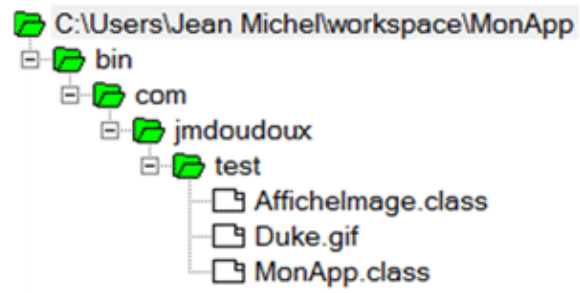 C:\Users\Jean Michel\workspace\MonApp
bin
com
jmdoudoux
test
AfficheImage.class
Duke.gif
MonApp.class